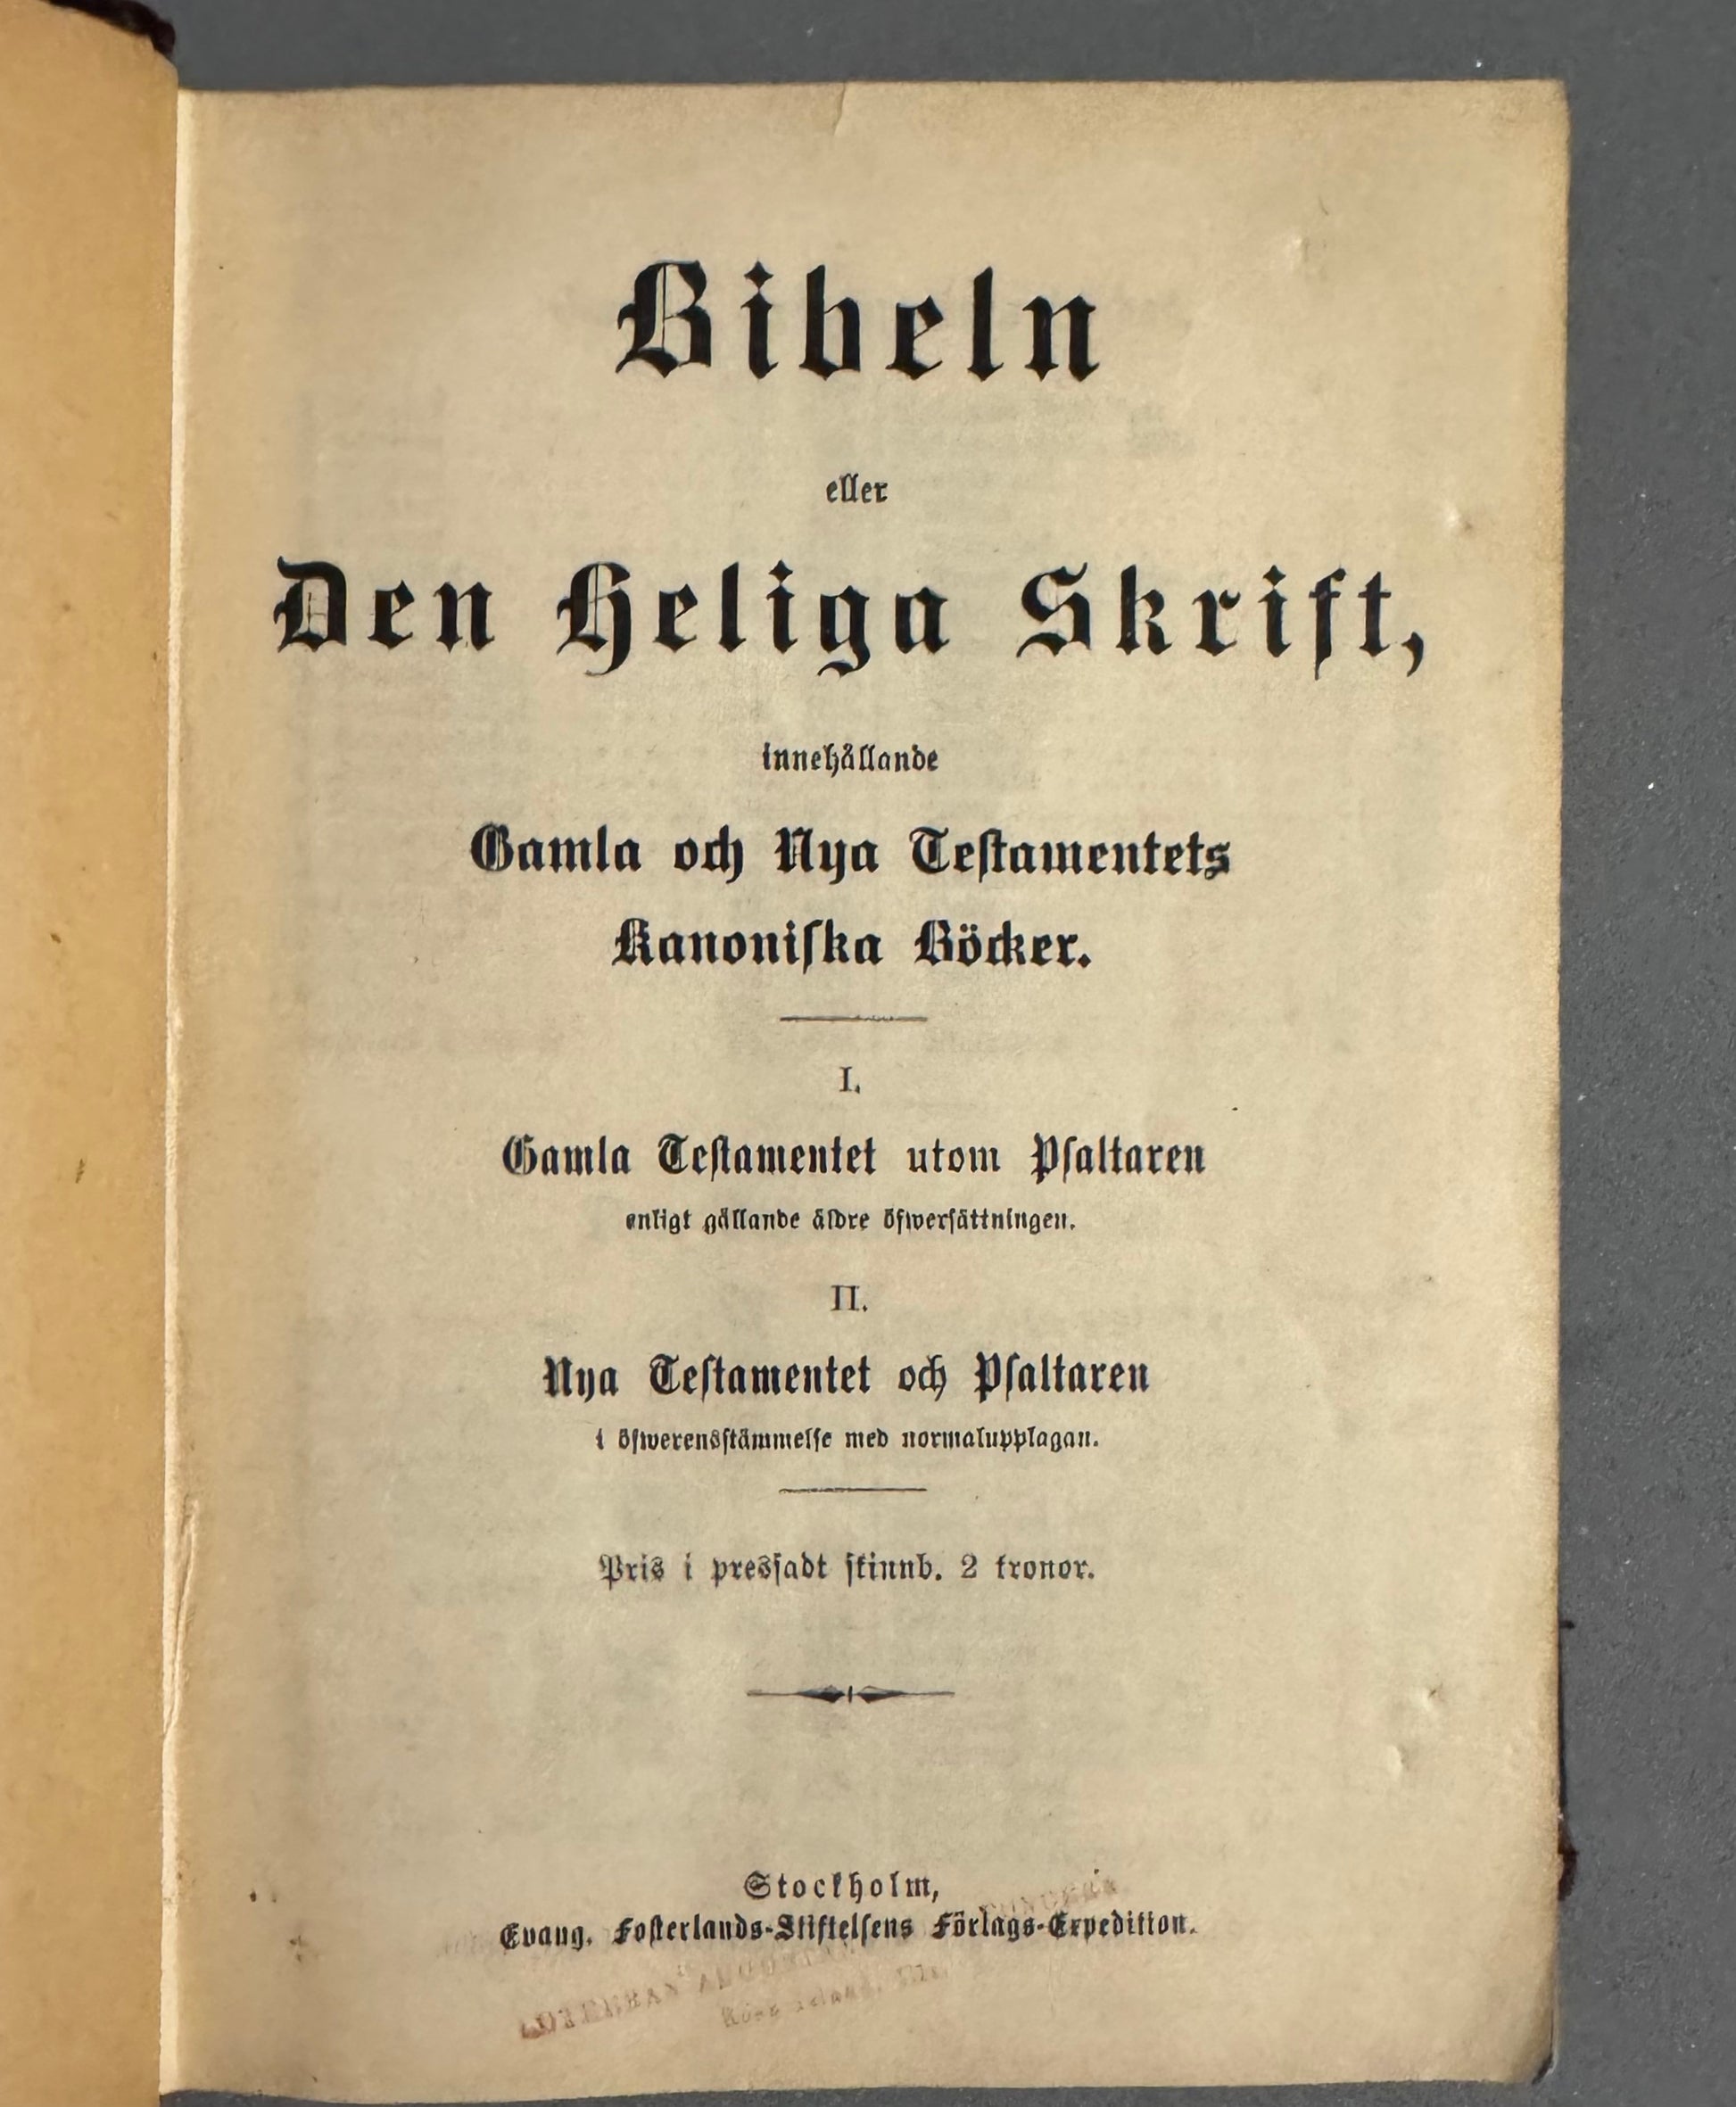 Bibeln
eller
Den Heliga Skrift,
innehållande
Gamla och Nya Teſtamentets
Kanoniſka Böcker.
I.
Gamla Teſtamentet utom Pſaltaren
enligt gällande äldre öfwerſättningen.
II.
Nya Teſtamentet och Pſaltaren
i öfwerensſtämmelſe med normalupplagan.
Pris i presſadt ſkinnb. 2 kronor.
Stockholm,
Evang. Foſterlands-Stiftelſens Förlags-Expedition.